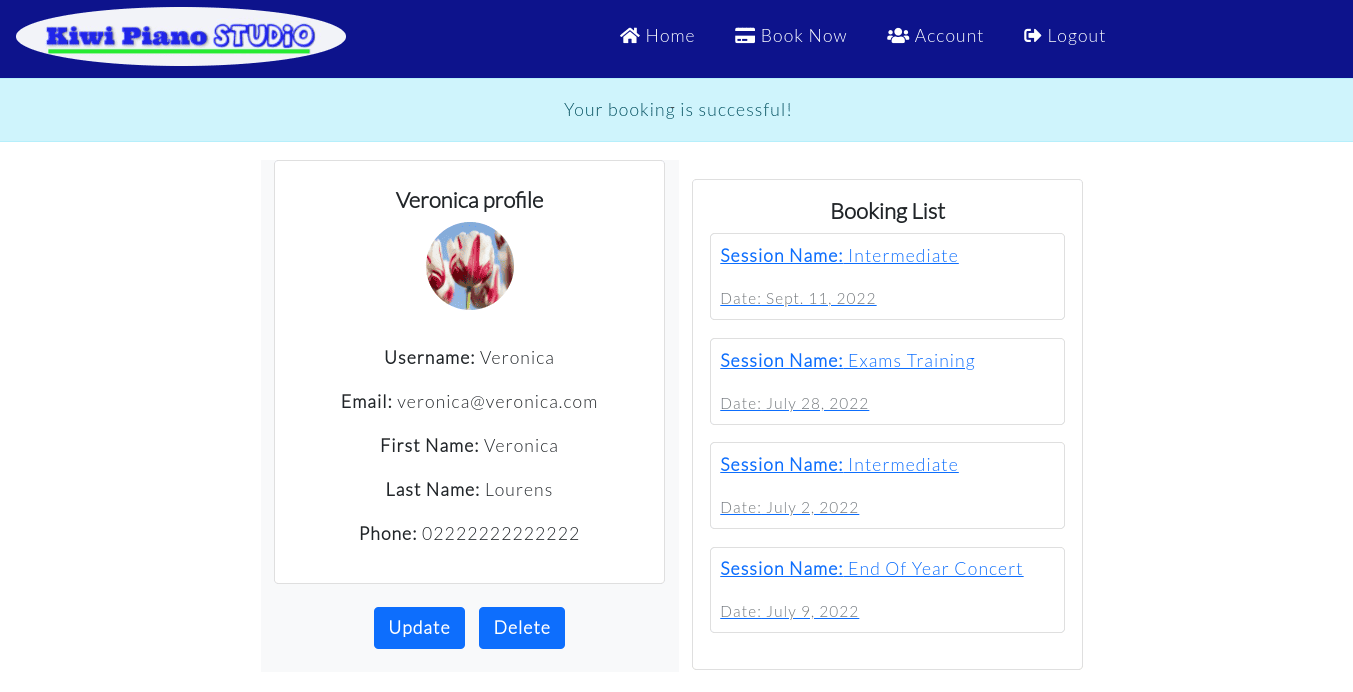 Kiwi Piano STUDiO
Home Book Now Account Logout
Your booking is successful!
Veronica profile
Username: Veronica
Email: veronica@veronica.com
First Name: Veronica
Last Name: Lourens
Phone: 02222222222222
Update Delete
Booking List
Session Name: Intermediate
Date: Sept. 11, 2022
Session Name: Exams Training
Date: July 28, 2022
Session Name: Intermediate
Date: July 2, 2022
Session Name: End Of Year Concert
Date: July 9, 2022